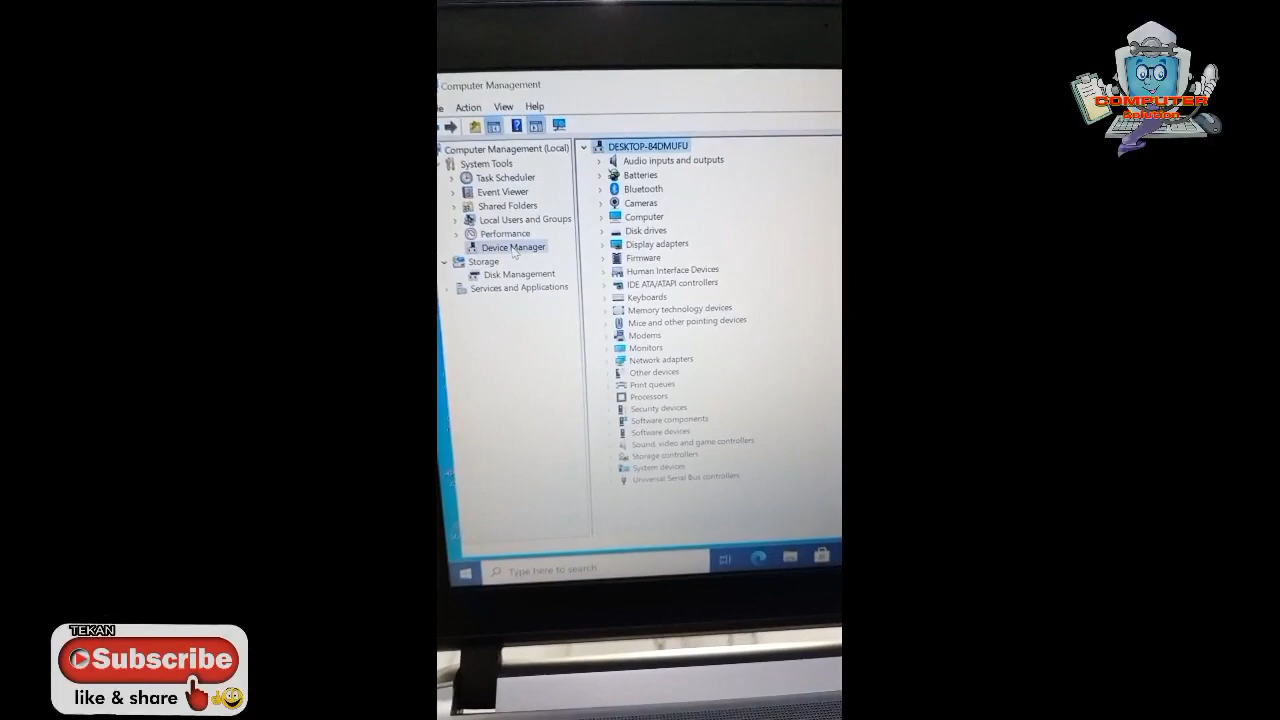 Computer Management
Action View Help
Computer Management (Local)
System Tools
Task Scheduler
Event Viewer
Shared Folders
Local Users and Groups
Performance
Device Manager
Storage
Disk Management
Services and Applications
DESKTOP-84DMUFU
Audio inputs and outputs
Batteries
Bluetooth
Cameras
Computer
Disk drives
Display adapters
Firmware
Human Interface Devices
IDE ATA/ATAPI controllers
Keyboards
Memory technology devices
Mice and other pointing devices
Modems
Monitors
Network adapters
Other devices
Print queues
Processors
Security devices
Software components
Software devices
Sound, video and game controllers
Storage controllers
System devices
Universal Serial Bus controllers
Type here to search
COMPUTER
Solution
TEKAN
Subscribe
like & share